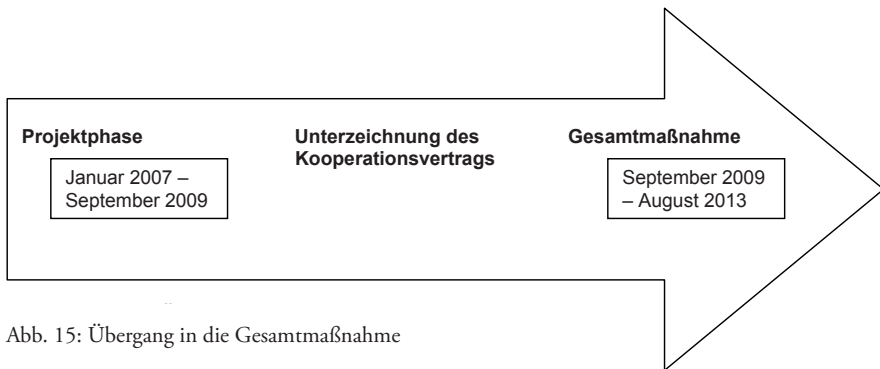 Projektphase
Januar 2007 –
September 2009
Unterzeichnung des
Kooperationsvertrags
Gesamtmaßnahme
September 2009
– August 2013
Abb. 15: Übergang in die Gesamtmaßnahme